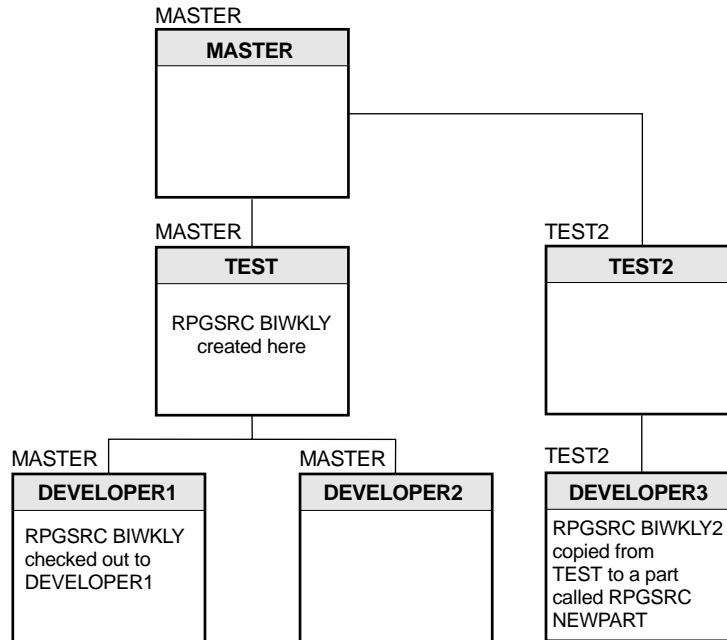 MASTER
MASTER
MASTER
TEST
RPGSRC BIWKLY
created here
TEST2
TEST2
MASTER
DEVELOPER1
RPGSRC BIWKLY
checked out to
DEVELOPER1
MASTER
DEVELOPER2
TEST2
DEVELOPER3
RPGSRC BIWKLY2
copied from
TEST to a part
called RPGSRC
NEWPART